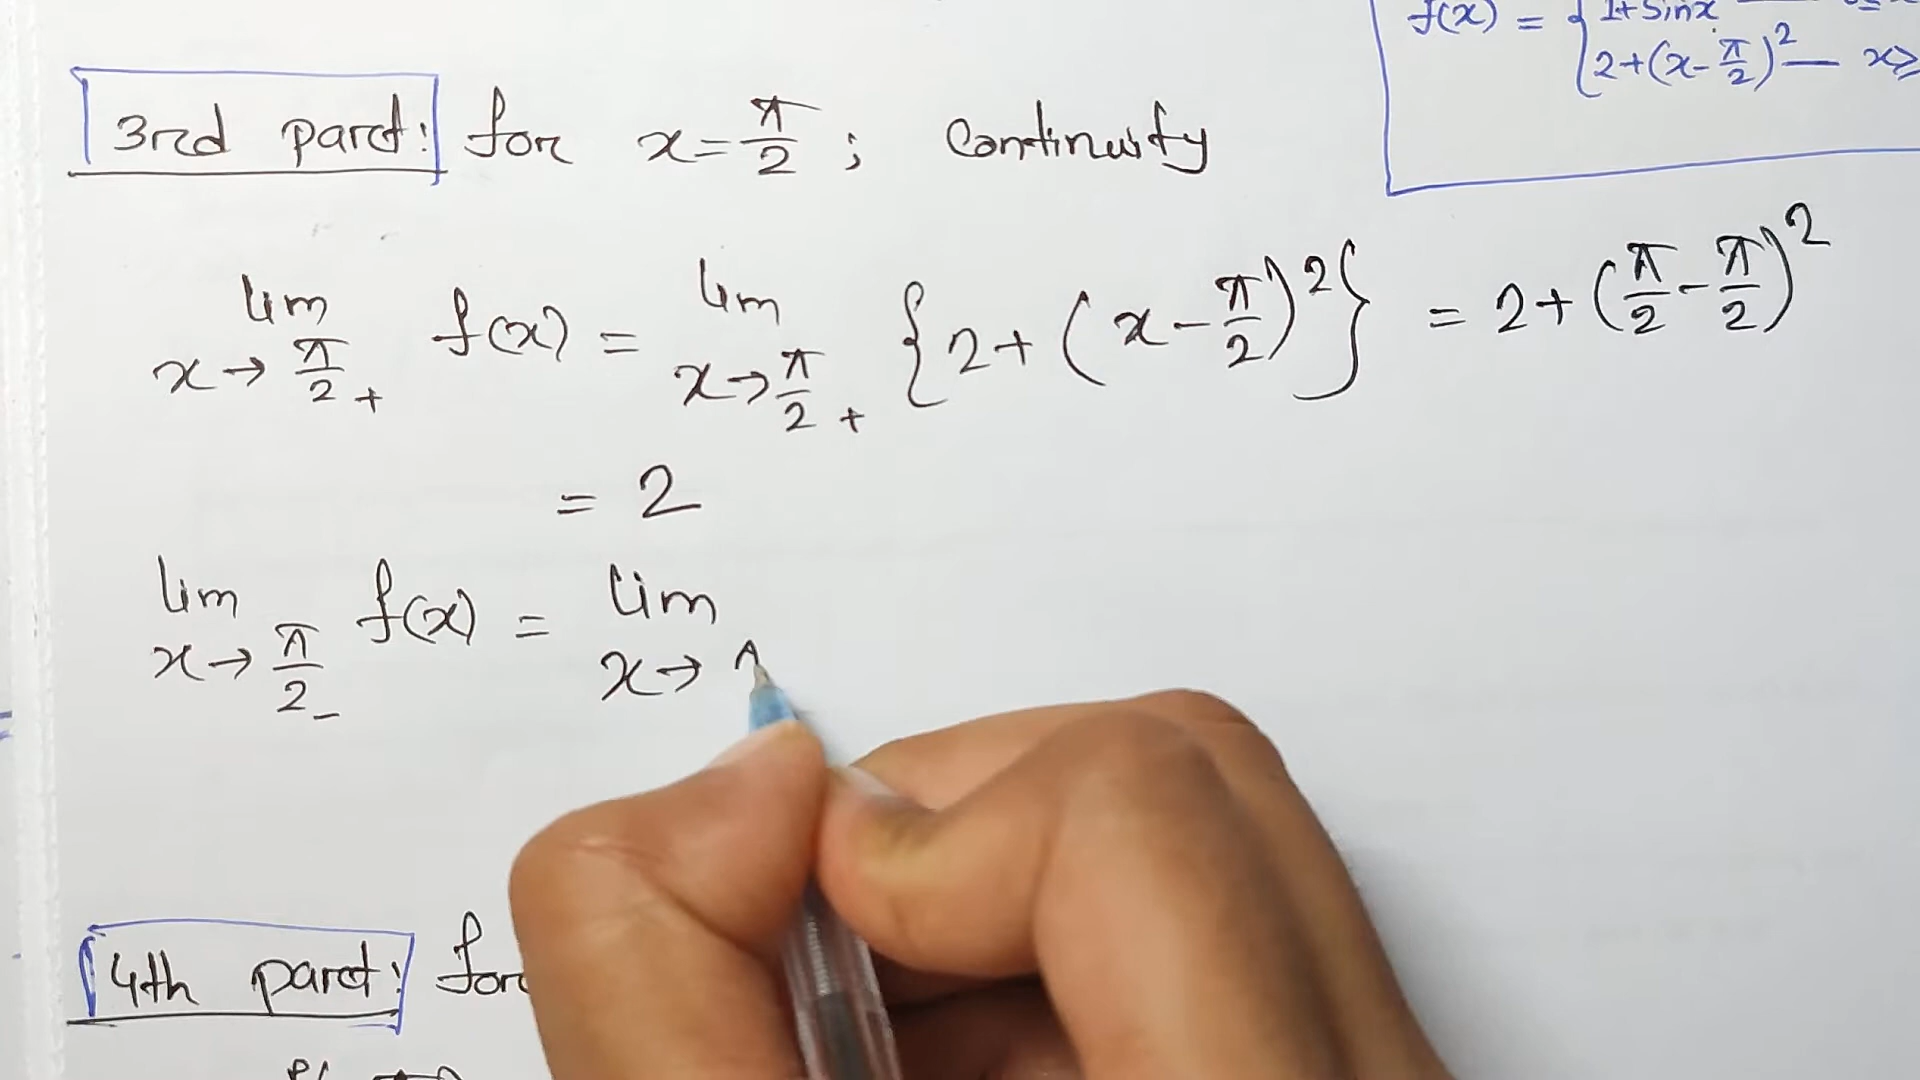 f(x) = { 1+Sinx —
2+(x-π/2)² — x≥
3rd part: for x=π/2 ; Continuity
lim x→π/2+ f(x) = lim x→π/2+ {2+(x-π/2)²} = 2+(π/2-π/2)²
= 2
lim x→π/2- f(x) = lim x→
4th part: for